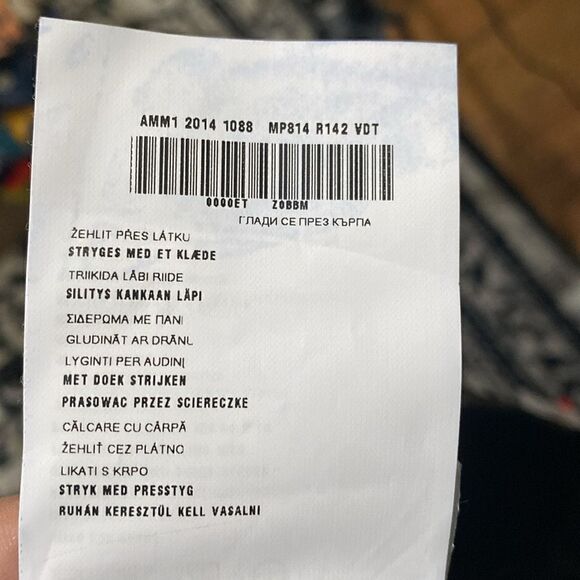 AMM1 2014 1088 MP814 R142 VDT
0000ET Z0BBM
ГЛАДИ СЕ ПРЕЗ КЪРПА
ŽEHLIT PŘES LÁTKU
STRYGES MED ET KLÆDE
TRIIKIDA LÄBI RIIDE
SILITYS KANKAAN LÄPI
ΣΙΔΕΡΩΜΑ ΜΕ ΠΑΝΙ
GLUDINĀT AR DRĀNU
LYGINTI PER AUDINĮ
MET DOEK STRIJKEN
PRASOWAC PRZEZ SCIERECZKE
CĂLCARE CU CÂRPĂ
ŽEHLIŤ CEZ PLÁTNO
LIKATI S KRPO
STRYK MED PRESSTYG
RUHÁN KERESZTÜL KELL VASALNI